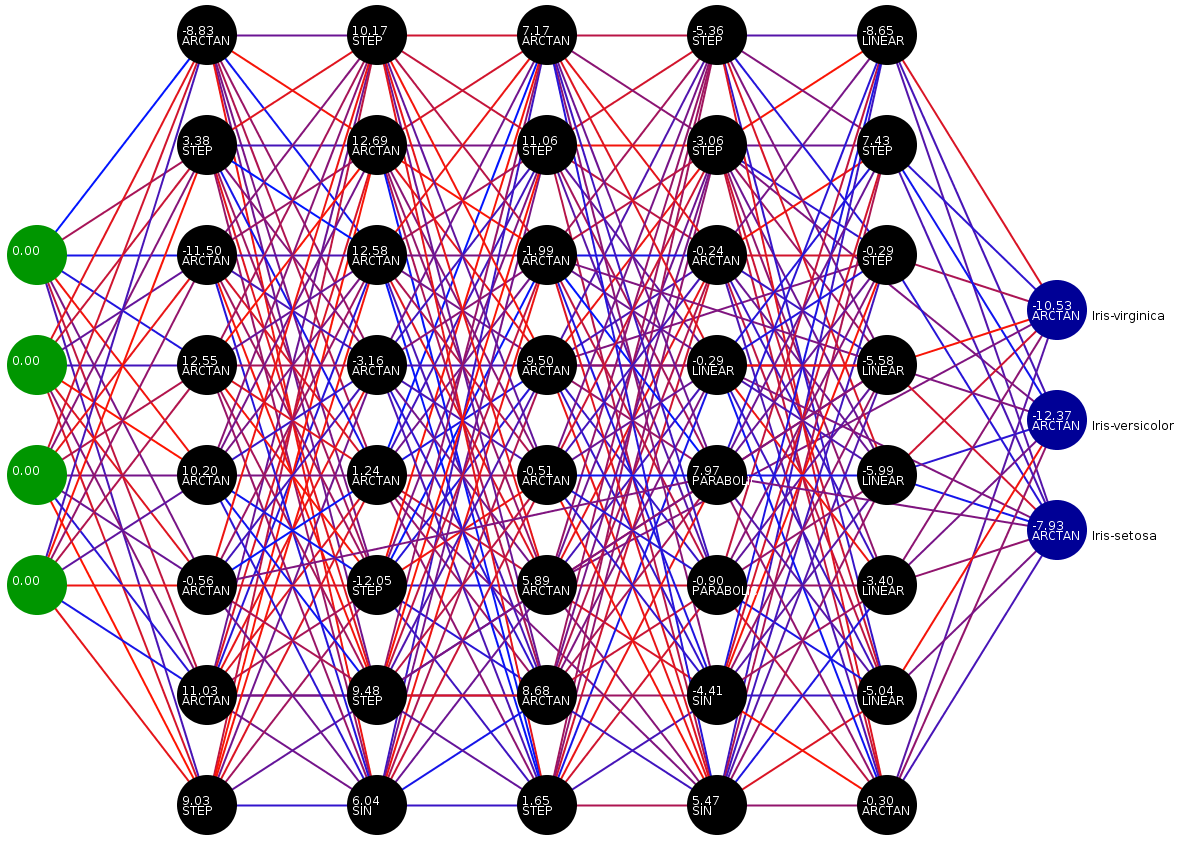 0.00
0.00
0.00
0.00
-8.83
ARCTAN
3.38
STEP
-11.50
ARCTAN
12.55
ARCTAN
10.20
ARCTAN
-0.56
ARCTAN
11.03
ARCTAN
9.03
STEP
10.17
STEP
12.69
ARCTAN
12.58
ARCTAN
-3.16
ARCTAN
1.24
ARCTAN
-12.05
STEP
9.48
STEP
6.04
SIN
7.17
ARCTAN
11.06
STEP
-1.99
ARCTAN
-9.50
ARCTAN
-0.51
ARCTAN
5.89
ARCTAN
8.68
ARCTAN
1.65
STEP
-5.36
STEP
-3.06
STEP
-0.24
ARCTAN
-0.29
LINEAR
7.97
PARABOLI
-0.90
PARABOLI
-4.41
SIN
5.47
SIN
-8.65
LINEAR
7.43
STEP
-0.29
STEP
-5.58
LINEAR
-5.99
LINEAR
-3.40
LINEAR
-5.04
LINEAR
-0.30
ARCTAN
-10.53
ARCTAN
Iris-virginica
-12.37
ARCTAN
Iris-versicolor
-7.93
ARCTAN
Iris-setosa